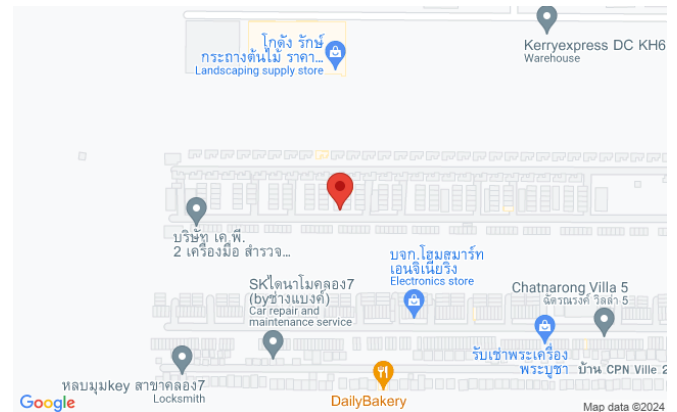 Kerryexpress DC KH6
Warehouse
โกดัง รักษ์
กระถางต้นไม้ ราคา...
Landscaping supply store
บริษัท เค.พี.
2 เครื่องมือ สำรวจ...
บจก.โฮมสมาร์ท
เอนจิเนียริ่ง
Electronics store
SKไดนาโมคลอง7
(byช่างแบงค์)
Car repair and
maintenance service
Chatnarong Villa 5
ฉัตรณรงค์ วิลล่า 5
รับเช่าพระเครื่อง
พระบูชา
บ้าน CPN Ville 2
หลบมุมkey สาขาคลอง7
Locksmith
DailyBakery
Google
Map data ©2024